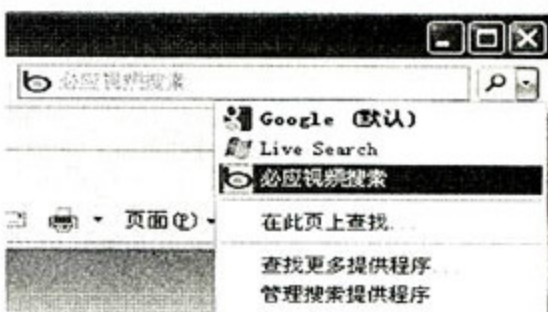 必应视频搜索
Google (默认)
Live Search
必应视频搜索
页面(P)
在此页上查找...
查找更多提供程序...
管理搜索提供程序